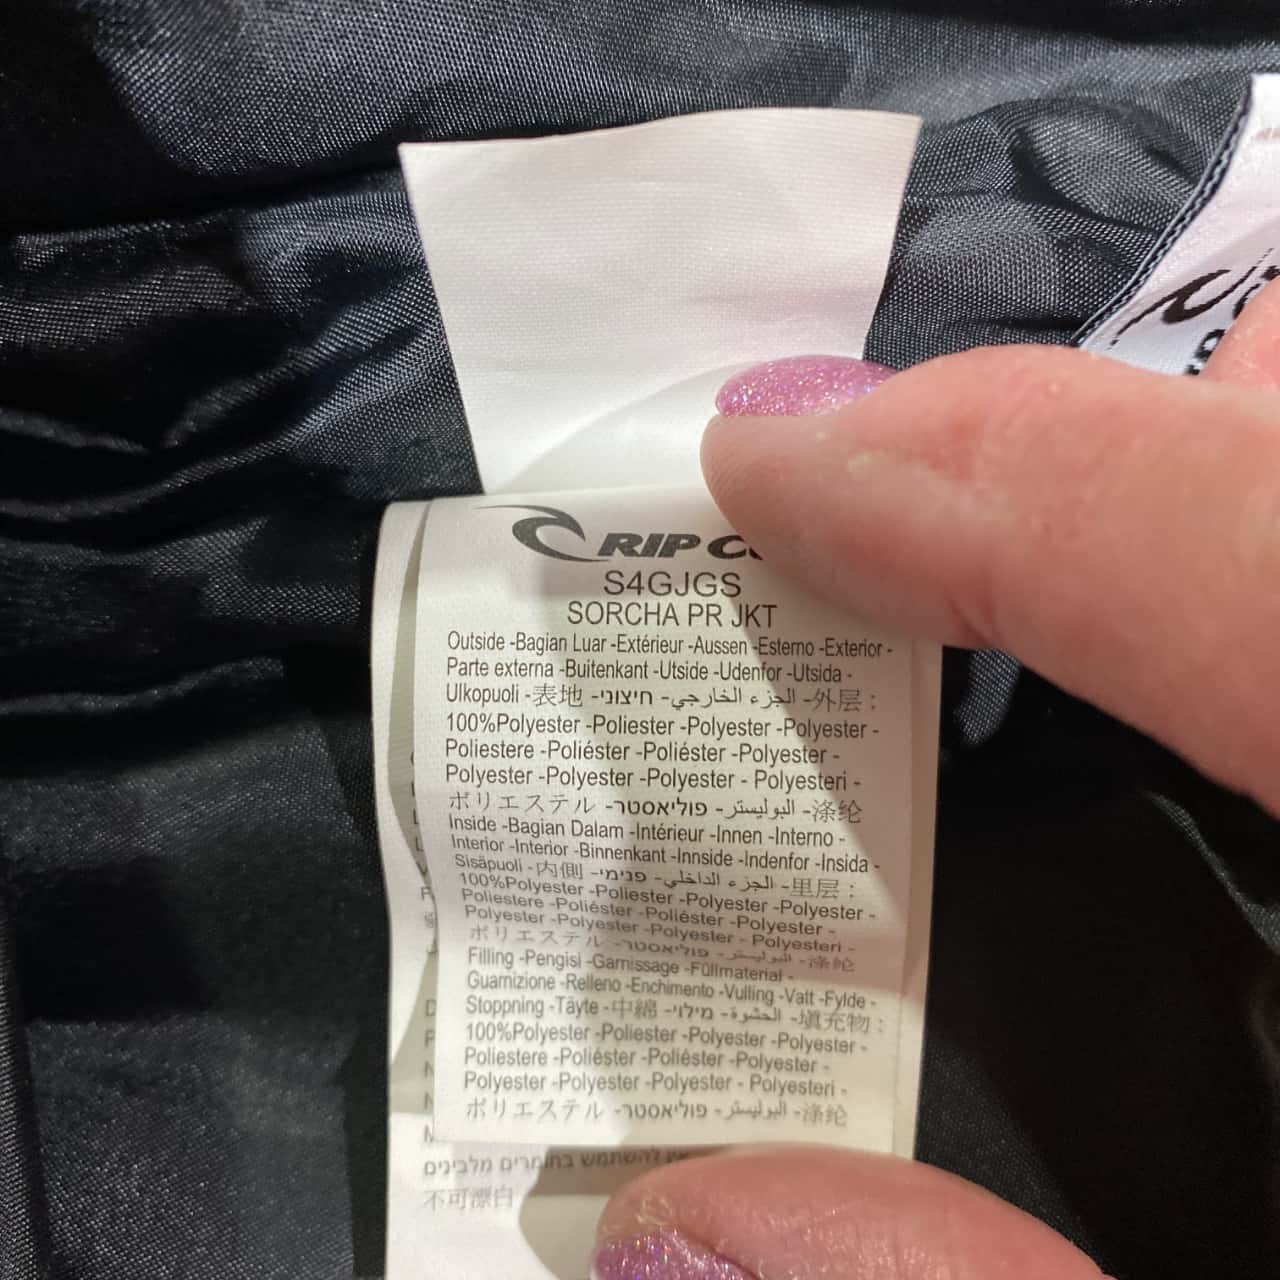 RIP
S4GJGS
SORCHA PR JKT
Outside -Bagian Luar -Extérieur -Aussen -Esterno -Exterior -
Parte externa -Buitenkant -Utside -Udenfor -Utsida -
Ulkopuoli -表地 -חיצוני -الجزء الخارجي -外层 :
100%Polyester -Poliester -Polyester -Polyester -
Poliestere -Poliéster -Poliéster -Polyester -
Polyester -Polyester -Polyester - Polyesteri -
ポリエステル -פוליאסטר -البوليستر -涤纶
Inside -Bagian Dalam -Intérieur -Innen -Interno -
Interior -Interior -Binnenkant -Innside -Indenfor -Insida -
Sisäpuoli -内側 -פנימי -الجزء الداخلي -里层 :
100%Polyester -Poliester -Polyester -Polyester -
Poliestere -Poliéster -Poliéster -Polyester -
Polyester -Polyester -Polyester - Polyesteri -
ポリエステル -פוליאסטר -البوليستر -涤纶
Filling -Pengisi -Garnissage -Füllmaterial -
Guarnizione -Relleno -Enchimento -Vulling -Vatt -Fylde -
Stoppning -Täyte -中綿 -מילוי -الحشوة -填充物 :
100%Polyester -Poliester -Polyester -Polyester -
Poliestere -Poliéster -Poliéster -Polyester -
Polyester -Polyester -Polyester - Polyesteri -
ポリエステル -פוליאסטר -البوليستر -涤纶
אין להשתמש בחומרים מלבינים
不可漂白